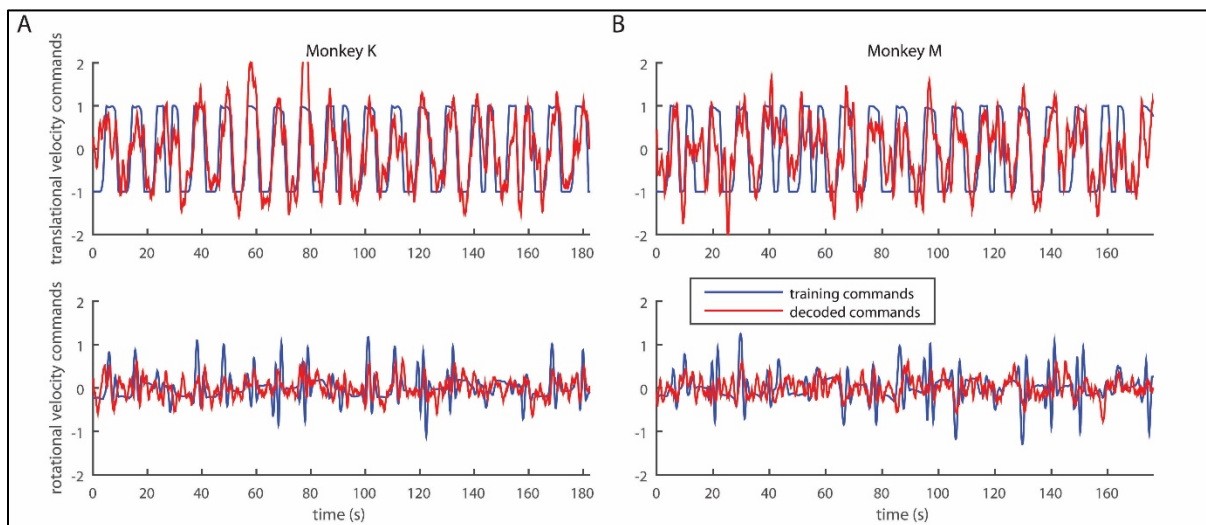 A
B
Monkey K
Monkey M
translational velocity commands
2
1
0
-1
-2
0 20 40 60 80 100 120 140 160 180
2
1
0
-1
-2
0 20 40 60 80 100 120 140 160
training commands
decoded commands
rotational velocity commands
2
1
0
-1
-2
0 20 40 60 80 100 120 140 160 180
time (s)
2
1
0
-1
-2
0 20 40 60 80 100 120 140 160
time (s)